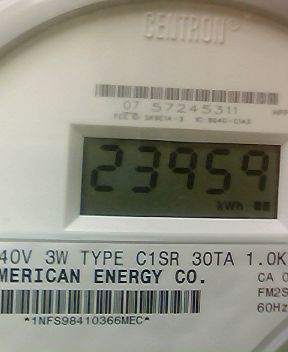 CENTRON®
07 57245311
23959
kWh
40V 3W TYPE C1SR 30TA 1.0K
MERICAN ENERGY CO.
CA 0
FM2S
60Hz
*1NFS98410366MEC*